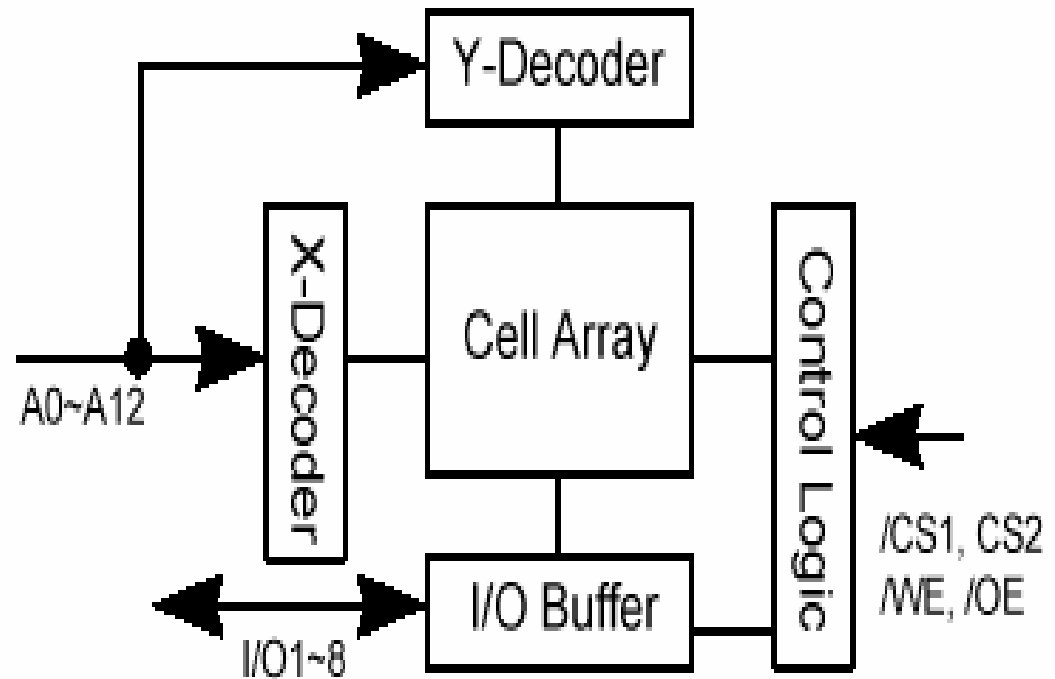 Y-Decoder
X-Decoder
Cell Array
Control Logic
A0~A12
/CS1, CS2
/WE, /OE
I/O Buffer
I/O1~8